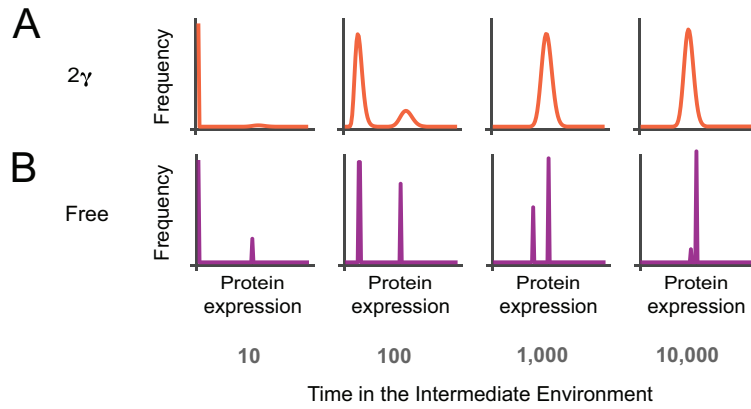 A
2γ
Frequency
B
Free
Frequency
Protein expression
Protein expression
Protein expression
Protein expression
10
100
1,000
10,000
Time in the Intermediate Environment